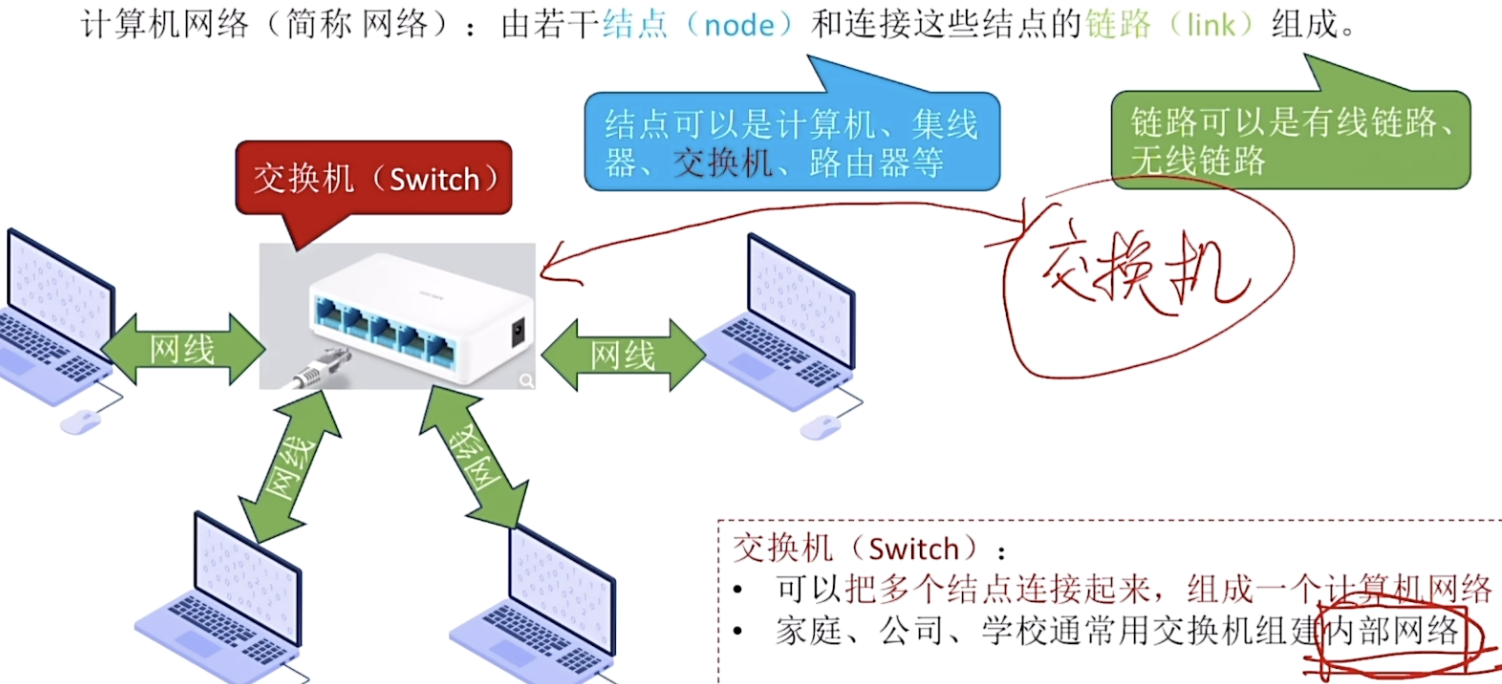 计算机网络（简称 网络）：由若干结点（node）和连接这些结点的链路（link）组成。
结点可以是计算机、集线
器、交换机、路由器等
链路可以是有线链路、
无线链路
交换机（Switch）
交换机
网线
网线
网线
网线
交换机（Switch）：
• 可以把多个结点连接起来，组成一个计算机网络
• 家庭、公司、学校通常用交换机组建内部网络